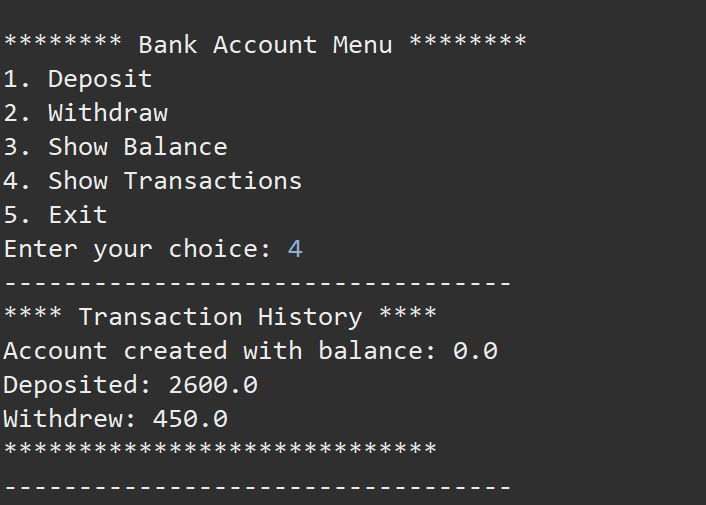 ******** Bank Account Menu ********
1. Deposit
2. Withdraw
3. Show Balance
4. Show Transactions
5. Exit
Enter your choice: 4
----------------------------------
**** Transaction History ****
Account created with balance: 0.0
Deposited: 2600.0
Withdrew: 450.0
*****************************
----------------------------------